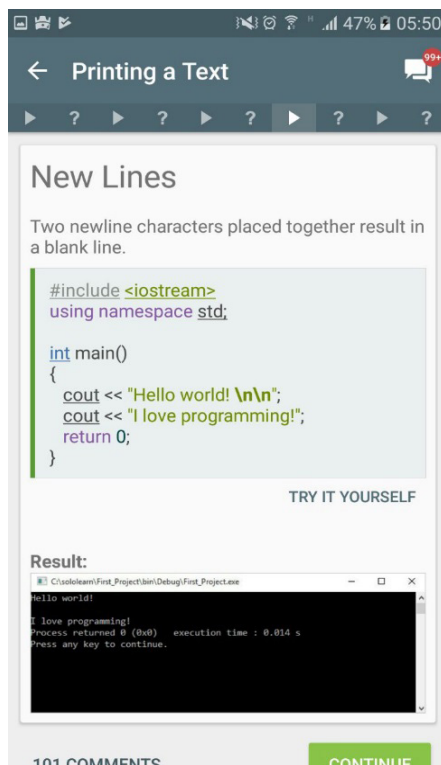 47% 05:50
Printing a Text
99+
? ? ? ? ?
New Lines
Two newline characters placed together result in
a blank line.
#include <iostream>
using namespace std;
int main()
{
cout << "Hello world! \n\n";
cout << "I love programming!";
return 0;
}
TRY IT YOURSELF
Result:
C:\sololearn\First_Project\bin\Debug\First_Project.exe
Hello world!
I love programming!
Process returned 0 (0x0) execution time : 0.014 s
Press any key to continue.
191 COMMENTS
CONTINUE